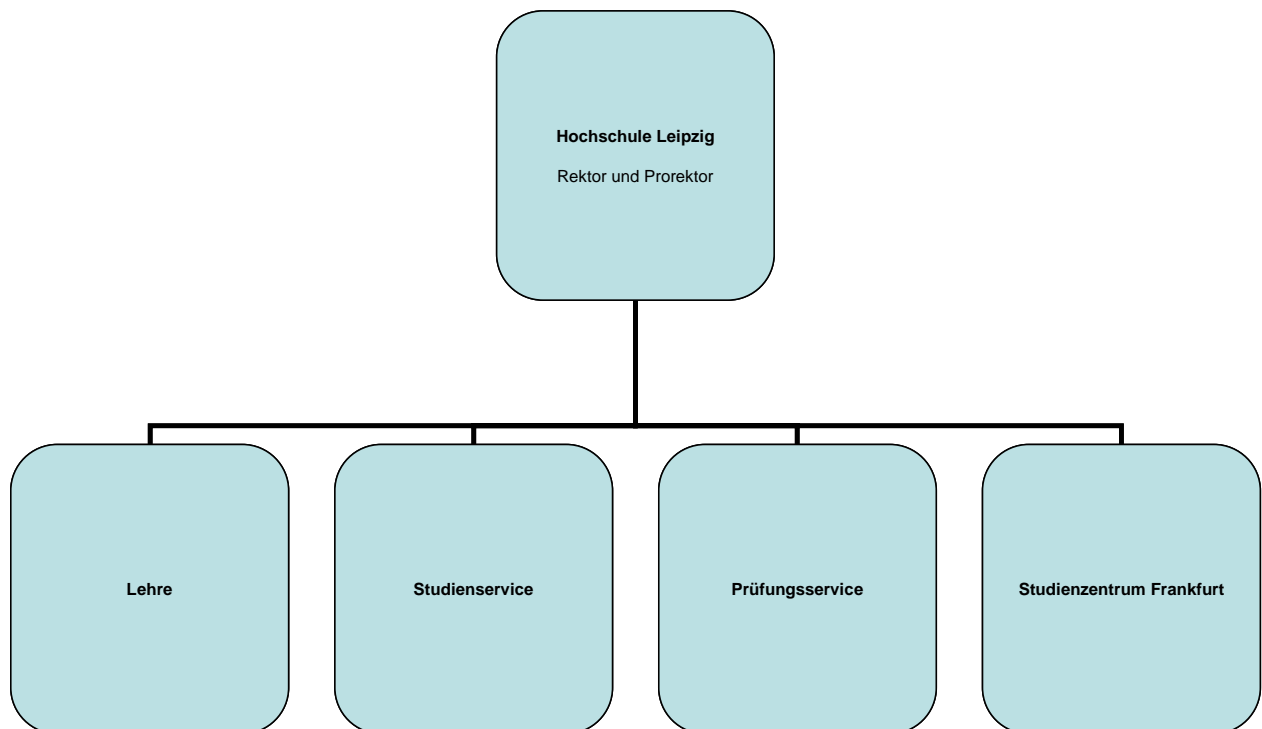 Hochschule Leipzig
Rektor und Prorektor
Lehre
Studienservice
Prüfungsservice
Studienzentrum Frankfurt